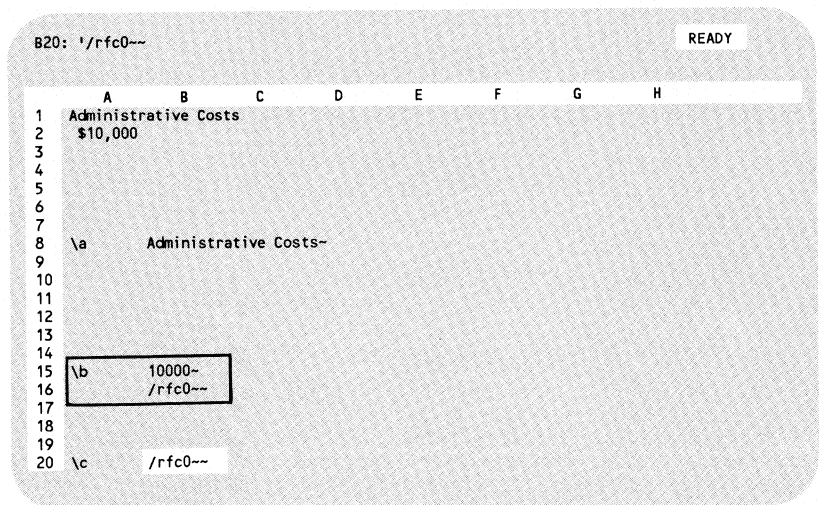 B20: '/rfc0~~ READY
A B C D E F G H
1 Administrative Costs
2 $10,000
3
4
5
6
7
8 \a Administrative Costs~
9
10
11
12
13
14
15 \b 10000~
16 /rfc0~~
17
18
19
20 \c /rfc0~~